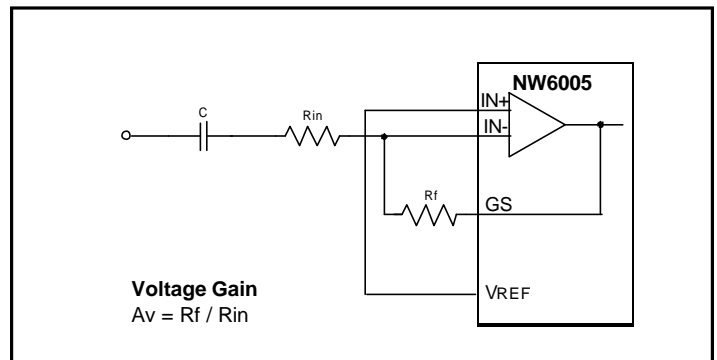 NW6005
C
Rin
IN+
IN-
Rf
GS
VREF
Voltage Gain
Av = Rf / Rin